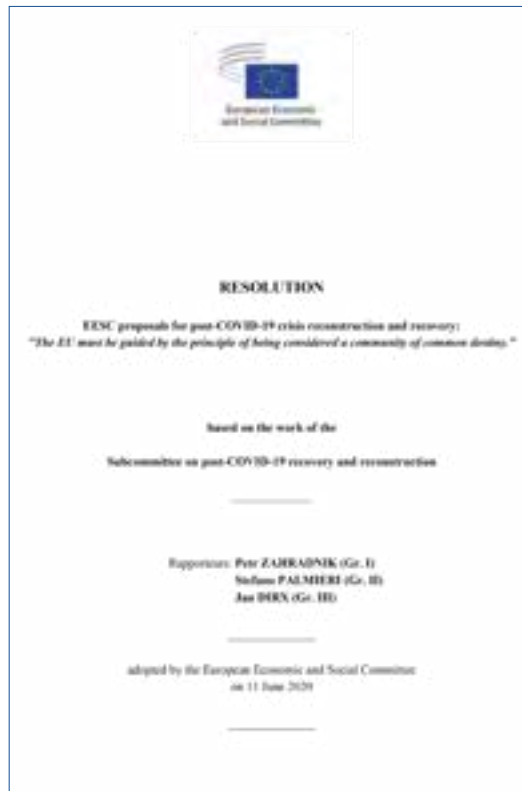 European Economic
and Social Committee
RESOLUTION
EESC proposals for post-COVID-19 crisis reconstruction and recovery:
"The EU must be guided by the principle of being considered a community of common destiny."
based on the work of the
Subcommittee on post-COVID-19 recovery and reconstruction
Rapporteurs: Petr ZAHRADNIK (Gr. I)
Stefano PALMIERI (Gr. II)
Jan DIRX (Gr. III)
adopted by the European Economic and Social Committee
on 11 June 2020